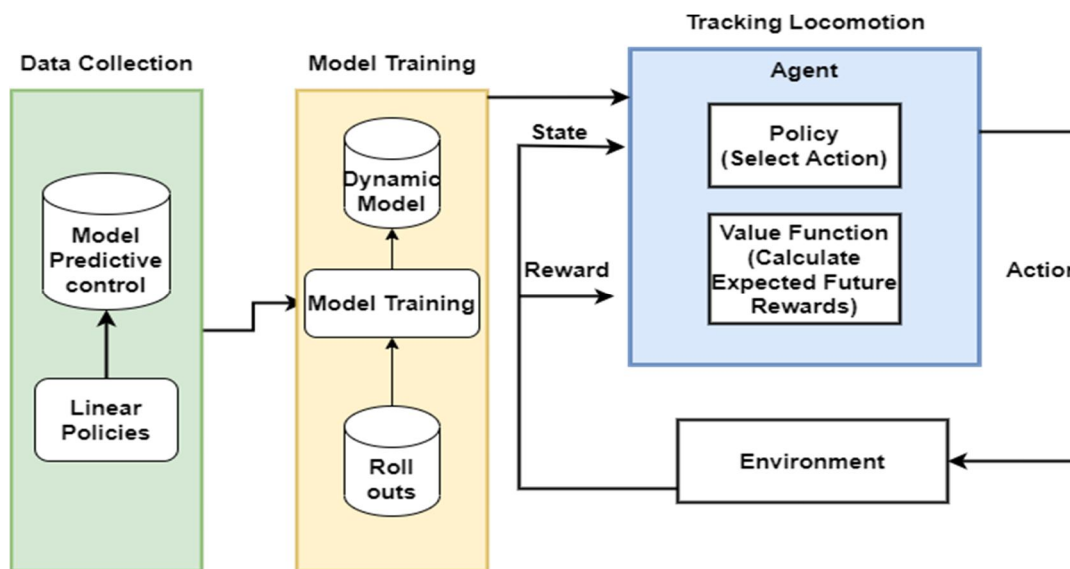 Data Collection
Model
Predictive
control
Linear
Policies
Model Training
Dynamic
Model
Model Training
Roll
outs
Tracking Locomotion
Agent
Policy
(Select Action)
Value Function
(Calculate
Expected Future
Rewards)
State
Reward
Action
Environment